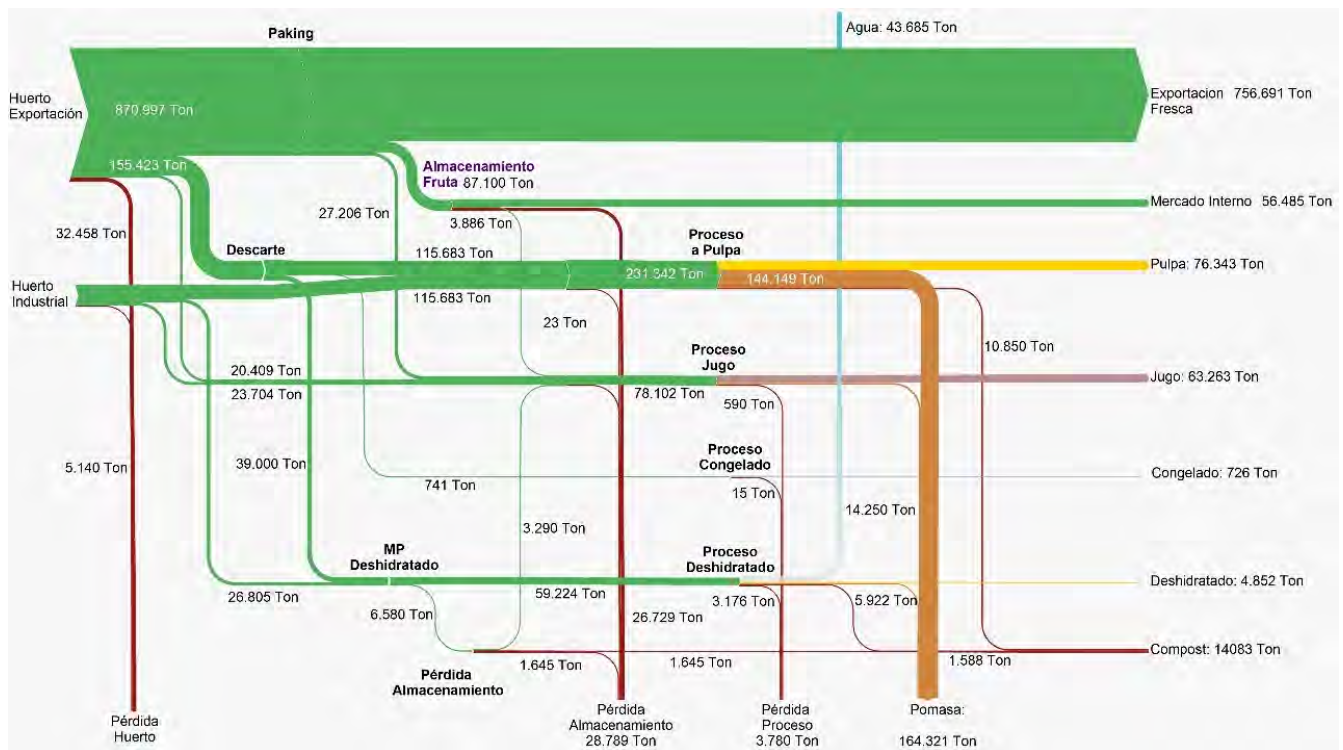 Agua: 43.685 Ton
Paking
Huerto
Exportación
870.997 Ton
Exportacion 756.691 Ton
Fresca
155.423 Ton
Almacenamiento
Fruta 87.100 Ton
Mercado Interno 56.485 Ton
27.206 Ton
3.886 Ton
32.458 Ton
Descarte
115.683 Ton
Proceso
a Pulpa
Pulpa: 76.343 Ton
231.342 Ton
144.149 Ton
Huerto
Industrial
115.683 Ton
23 Ton
10.850 Ton
Proceso
Jugo
20.409 Ton
Jugo: 63.263 Ton
23.704 Ton
78.102 Ton
590 Ton
5.140 Ton
39.000 Ton
Proceso
Congelado
741 Ton
Congelado: 726 Ton
15 Ton
14.250 Ton
3.290 Ton
MP
Deshidratado
Proceso
Deshidratado
Deshidratado: 4.852 Ton
26.805 Ton
59.224 Ton
3.176 Ton
5.922 Ton
6.580 Ton
26.729 Ton
Compost: 14083 Ton
1.645 Ton
1.645 Ton
1.588 Ton
Pérdida
Almacenamiento
Pérdida
Huerto
Pérdida
Almacenamiento
28.789 Ton
Pérdida
Proceso
3.780 Ton
Pomasa:
164.321 Ton